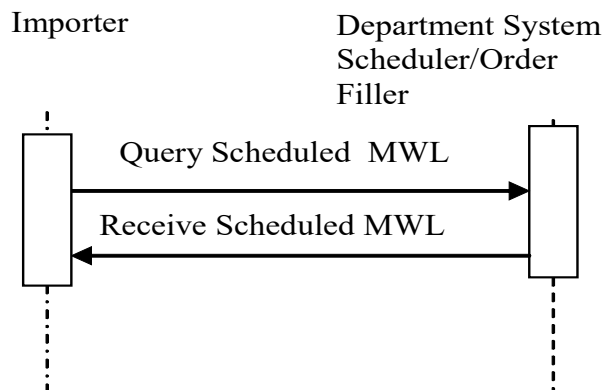 Importer
Department System
Scheduler/Order
Filler
Query Scheduled MWL
Receive Scheduled MWL